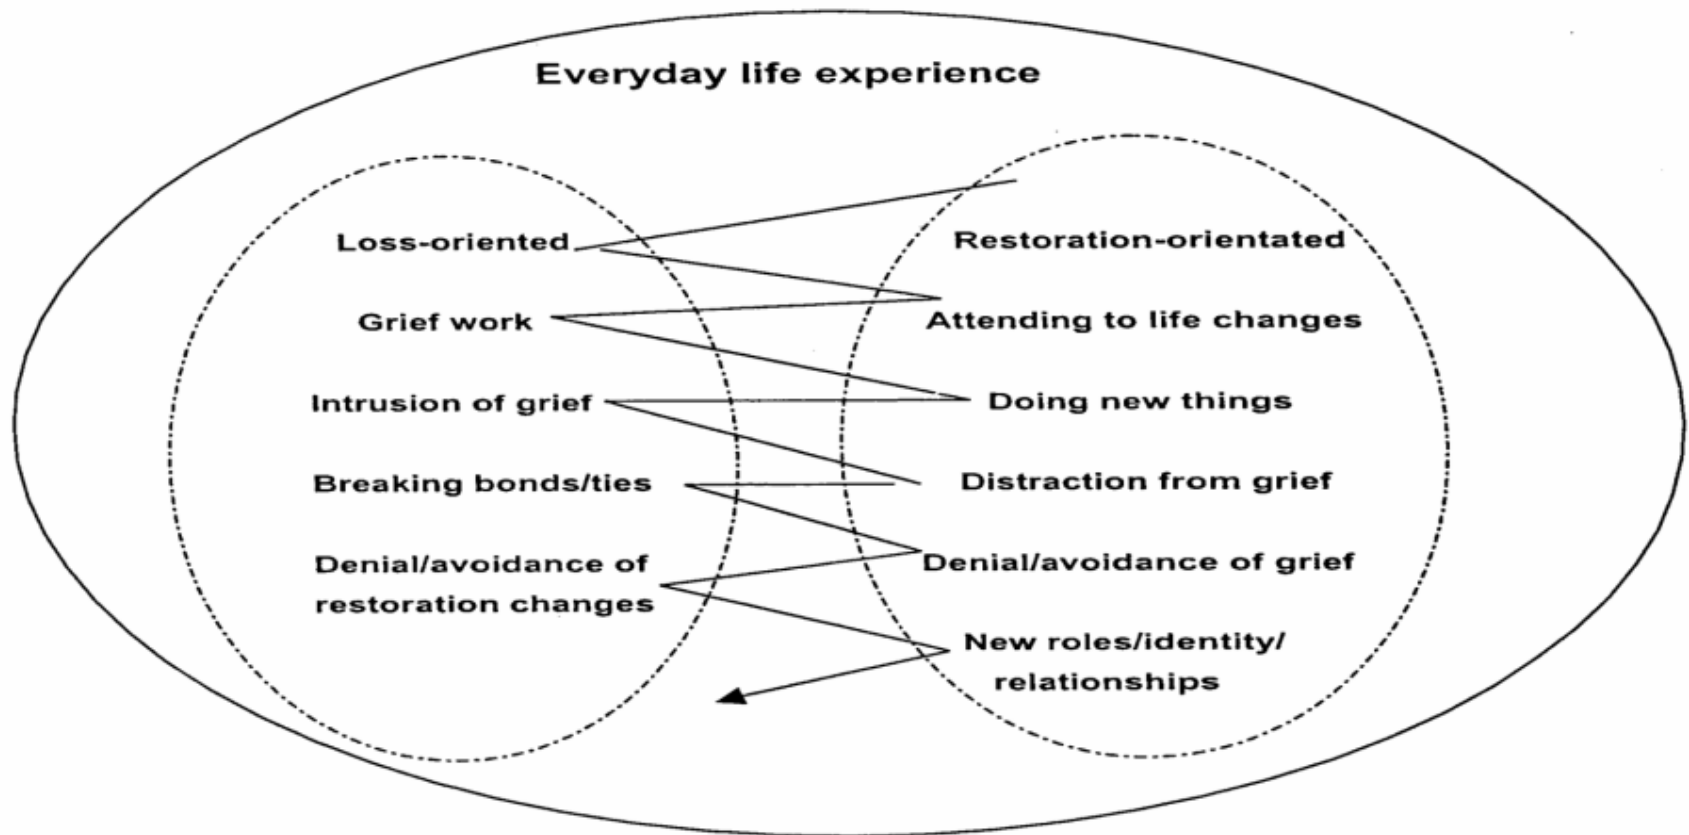 Everyday life experience
Loss-oriented
Grief work
Intrusion of grief
Breaking bonds/ties
Denial/avoidance of
restoration changes
Restoration-orientated
Attending to life changes
Doing new things
Distraction from grief
Denial/avoidance of grief
New roles/identity/
relationships